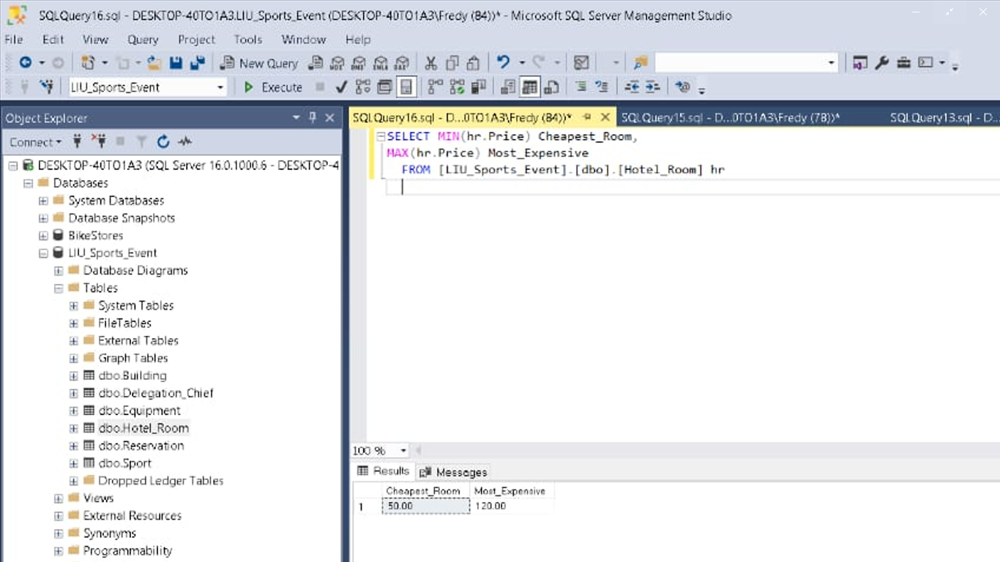 SQLQuery16.sql - DESKTOP-40TO1A3.LIU_Sports_Event (DESKTOP-40TO1A3\Fredy (84))* - Microsoft SQL Server Management Studio
File Edit View Query Project Tools Window Help
New Query
LIU_Sports_Event Execute
Object Explorer
Connect
DESKTOP-40TO1A3 (SQL Server 16.0.1000.6 - DESKTOP-4
Databases
System Databases
Database Snapshots
BikeStores
LIU_Sports_Event
Database Diagrams
Tables
System Tables
FileTables
External Tables
Graph Tables
dbo.Building
dbo.Delegation_Chief
dbo.Equipment
dbo.Hotel_Room
dbo.Reservation
dbo.Sport
Dropped Ledger Tables
Views
External Resources
Synonyms
Programmability
SQLQuery16.sql - D...0TO1A3\Fredy (84))* SQLQuery15.sql - D...0TO1A3\Fredy (78))* SQLQuery13.sql - D...
SELECT MIN(hr.Price) Cheapest_Room,
MAX(hr.Price) Most_Expensive
FROM [LIU_Sports_Event].[dbo].[Hotel_Room] hr
100 %
Results Messages
Cheapest_Room Most_Expensive
1 50.00 120.00